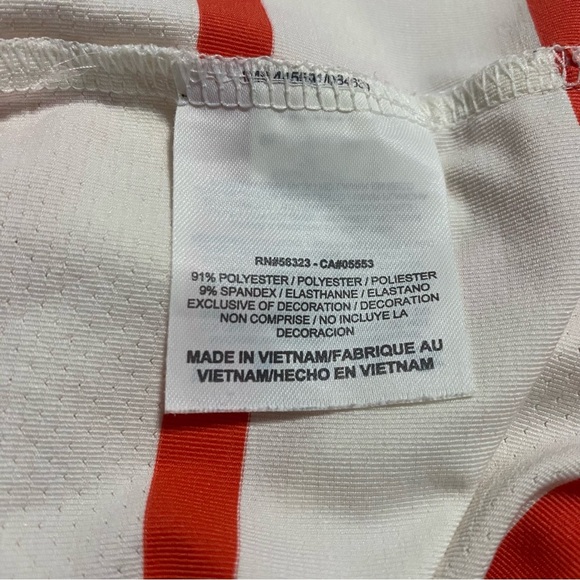 RN#56323 - CA#05553
91% POLYESTER / POLYESTER / POLIESTER
9% SPANDEX / ELASTHANNE / ELASTANO
EXCLUSIVE OF DECORATION / DECORATION
NON COMPRISE / NO INCLUYE LA
DECORACION
MADE IN VIETNAM/FABRIQUE AU
VIETNAM/HECHO EN VIETNAM